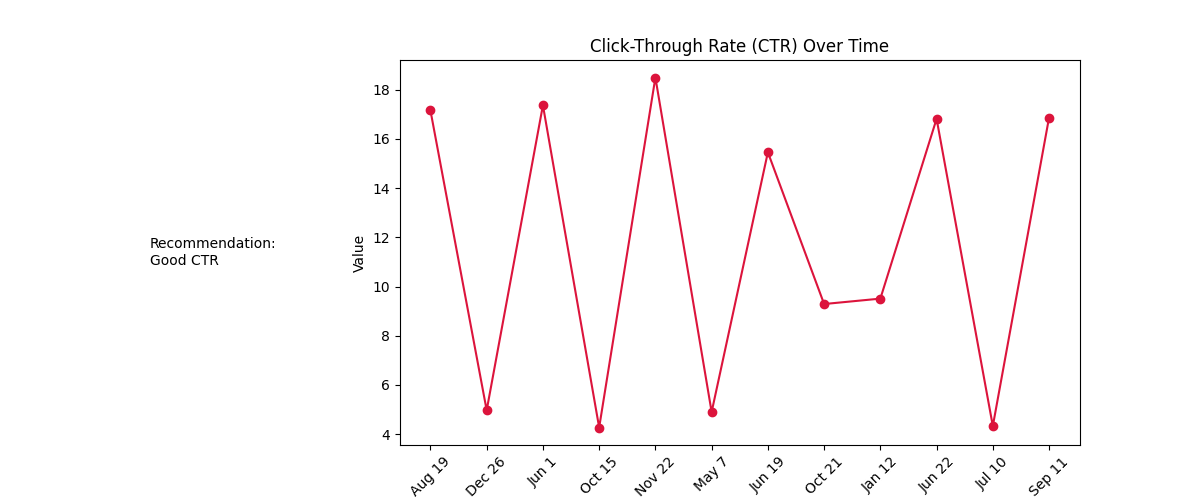 Click-Through Rate (CTR) Over Time
Recommendation:
Good CTR
Value
18
16
14
12
10
8
6
4
Aug 19
Dec 26
Jun 1
Oct 15
Nov 22
May 7
Jun 19
Oct 21
Jan 12
Jun 22
Jul 10
Sep 11